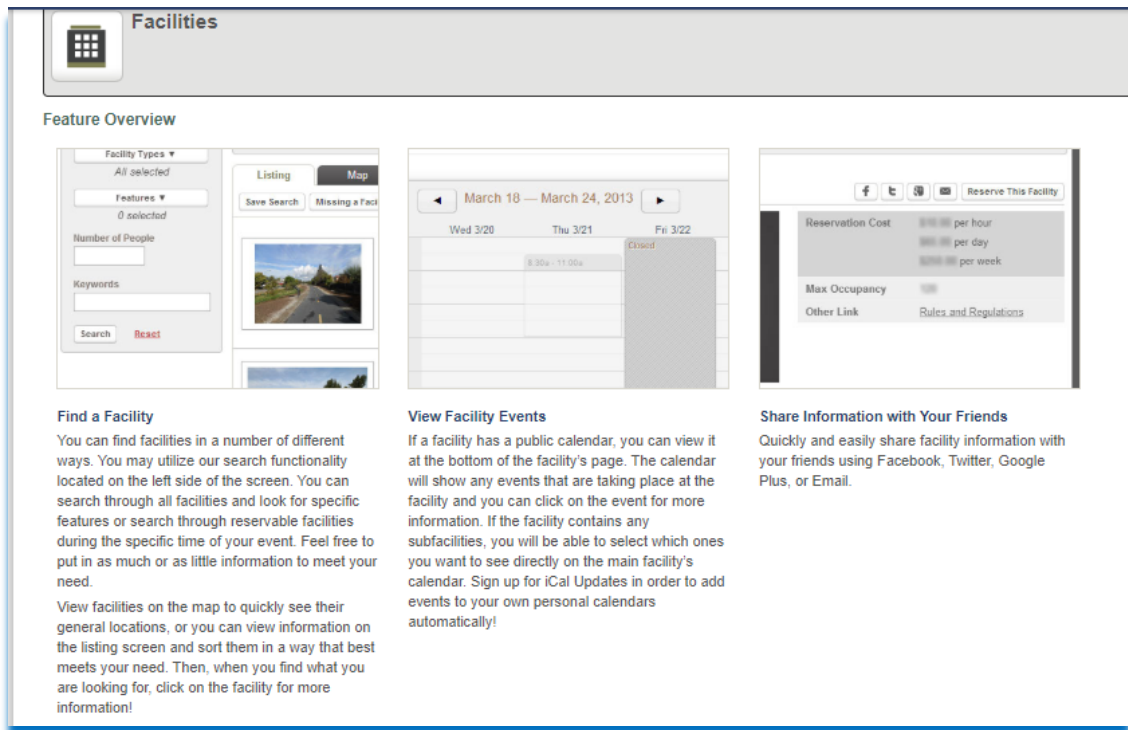 Facilities
Feature Overview
Facility Types ▼
All selected
Features ▼
0 selected
Number of People
Keywords
Search Reset
Listing Map
Save Search Missing a Faci
March 18 — March 24, 2013
Wed 3/20 Thu 3/21 Fri 3/22
Closed
8:30a - 11:00a
Reserve This Facility
Reservation Cost
per hour
per day
per week
Max Occupancy
Other Link Rules and Regulations
Find a Facility
You can find facilities in a number of different
ways. You may utilize our search functionality
located on the left side of the screen. You can
search through all facilities and look for specific
features or search through reservable facilities
during the specific time of your event. Feel free to
put in as much or as little information to meet your
need.
View facilities on the map to quickly see their
general locations, or you can view information on
the listing screen and sort them in a way that best
meets your need. Then, when you find what you
are looking for, click on the facility for more
information!
View Facility Events
If a facility has a public calendar, you can view it
at the bottom of the facility's page. The calendar
will show any events that are taking place at the
facility and you can click on the event for more
information. If the facility contains any
subfacilities, you will be able to select which ones
you want to see directly on the main facility's
calendar. Sign up for iCal Updates in order to add
events to your own personal calendars
automatically!
Share Information with Your Friends
Quickly and easily share facility information with
your friends using Facebook, Twitter, Google
Plus, or Email.